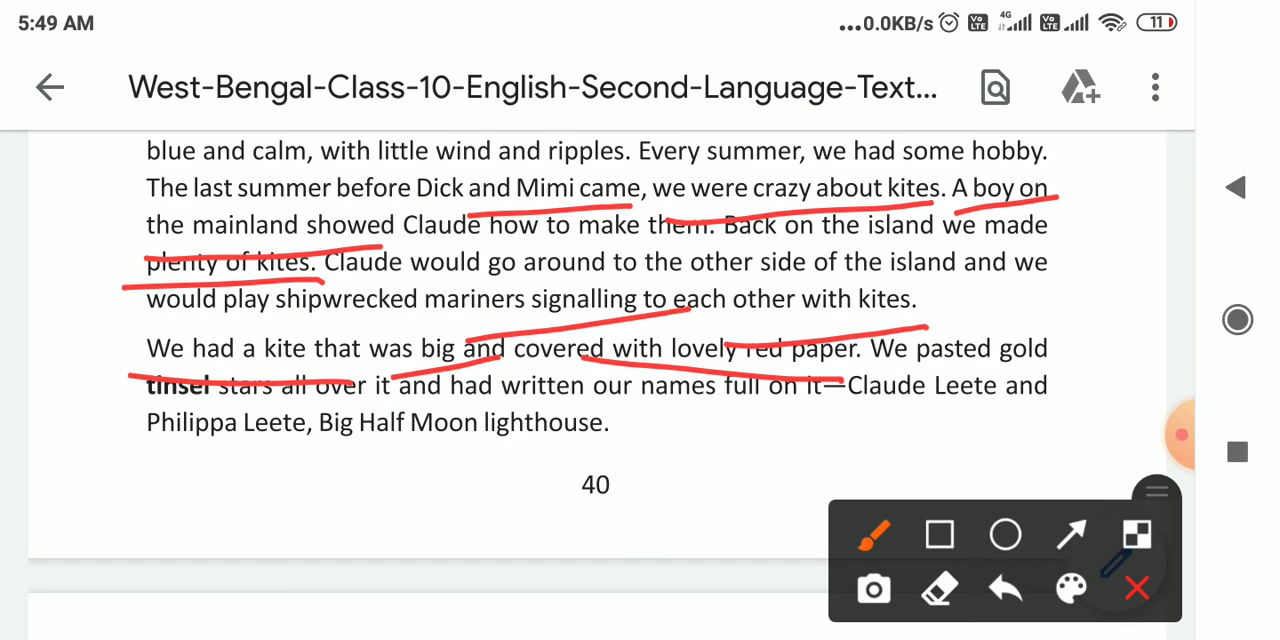 5:49 AM
...0.0KB/s Vo LTE 4G Vo LTE 11
West-Bengal-Class-10-English-Second-Language-Text...
blue and calm, with little wind and ripples. Every summer, we had some hobby.
The last summer before Dick and Mimi came, we were crazy about kites. A boy on
the mainland showed Claude how to make them. Back on the island we made
plenty of kites. Claude would go around to the other side of the island and we
would play shipwrecked mariners signalling to each other with kites.
We had a kite that was big and covered with lovely red paper. We pasted gold
tinsel stars all over it and had written our names full on it—Claude Leete and
Philippa Leete, Big Half Moon lighthouse.
40